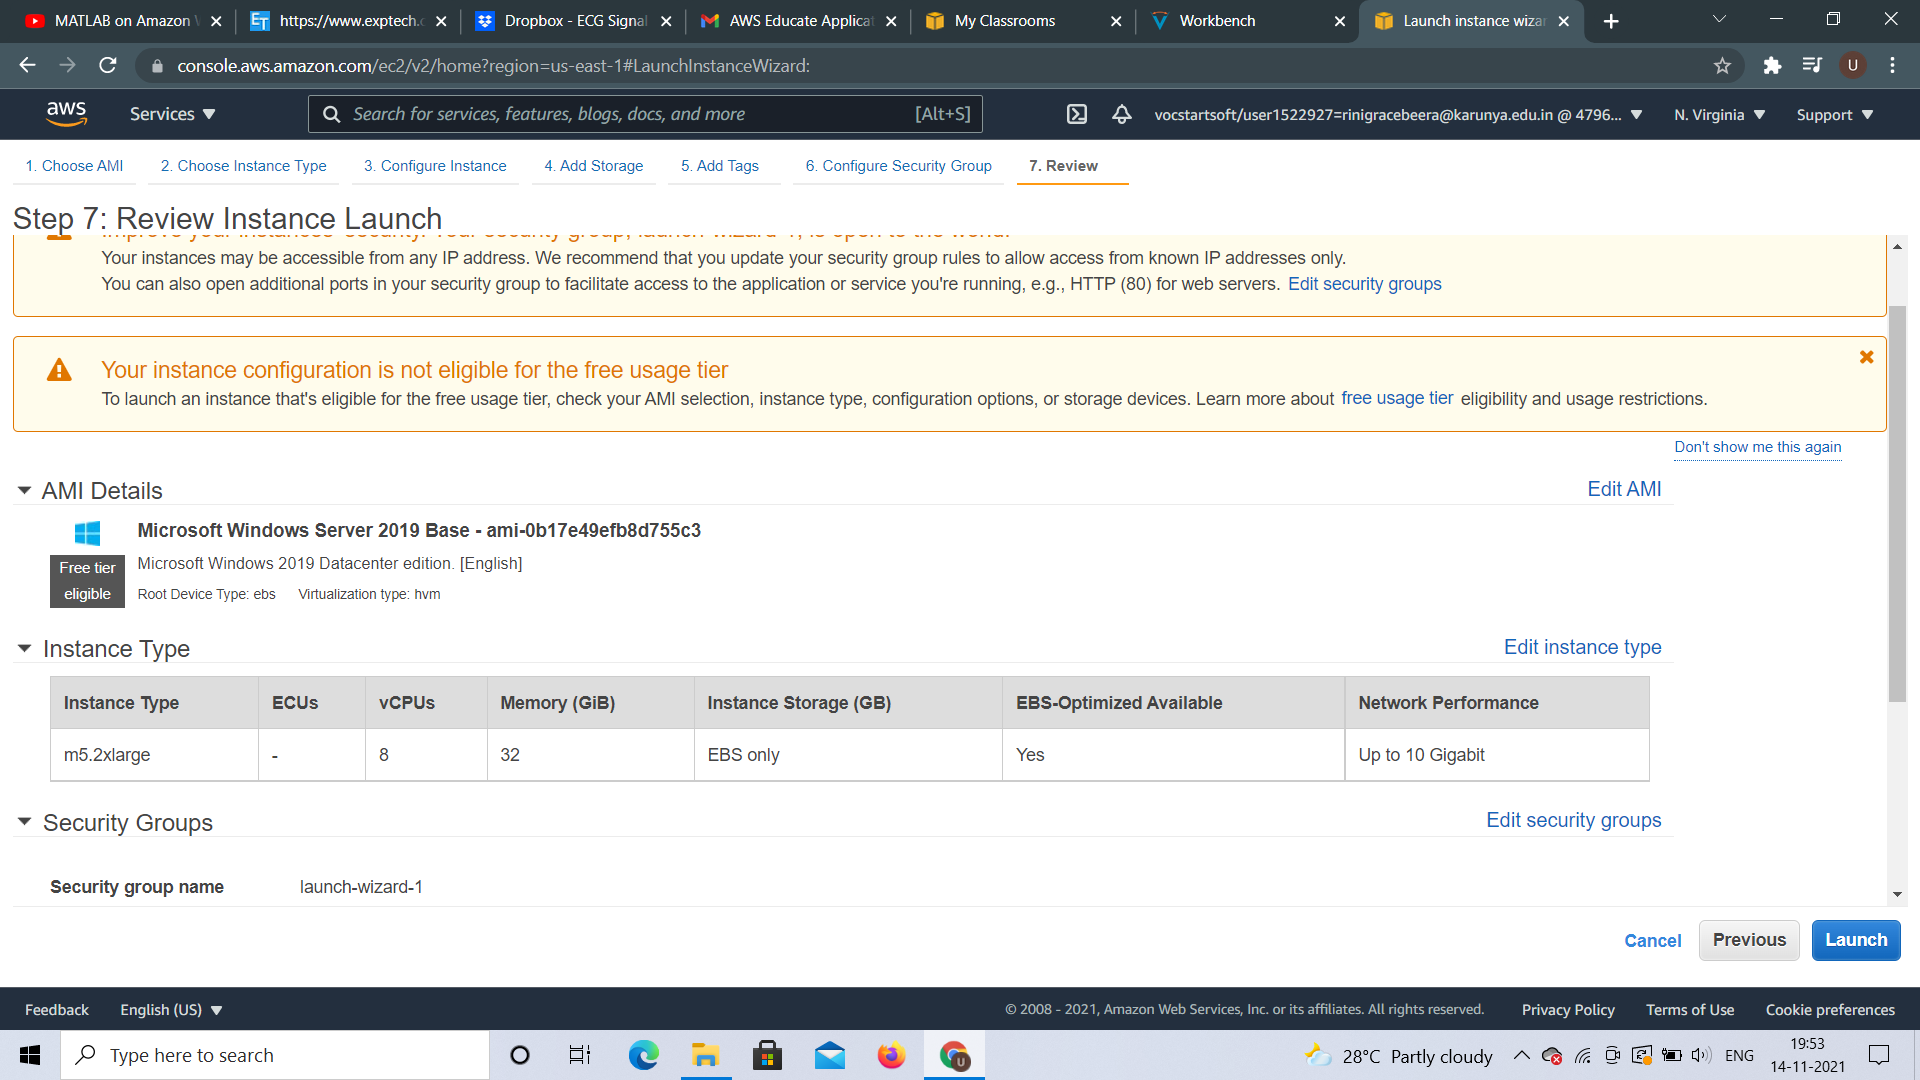 MATLAB on Amazon
https://www.exptech.
Dropbox - ECG Signal
AWS Educate Applicat
My Classrooms
Workbench
Launch instance wizar
console.aws.amazon.com/ec2/v2/home?region=us-east-1#LaunchInstanceWizard:
U
aws
Services
Search for services, features, blogs, docs, and more
[Alt+S]
vocstartsoft/user1522927=rinigracebeera@karunya.edu.in @ 4796...
N. Virginia
Support
1. Choose AMI
2. Choose Instance Type
3. Configure Instance
4. Add Storage
5. Add Tags
6. Configure Security Group
7. Review
Step 7: Review Instance Launch
Improve your instances' security. Your security group, launch-wizard-1, is open to the world.
Your instances may be accessible from any IP address. We recommend that you update your security group rules to allow access from known IP addresses only.
You can also open additional ports in your security group to facilitate access to the application or service you're running, e.g., HTTP (80) for web servers. Edit security groups
Your instance configuration is not eligible for the free usage tier
To launch an instance that's eligible for the free usage tier, check your AMI selection, instance type, configuration options, or storage devices. Learn more about free usage tier eligibility and usage restrictions.
Don't show me this again
AMI Details
Edit AMI
Microsoft Windows Server 2019 Base - ami-0b17e49efb8d755c3
Free tier
eligible
Microsoft Windows 2019 Datacenter edition. [English]
Root Device Type: ebs
Virtualization type: hvm
Instance Type
Edit instance type
Instance Type
ECUs
vCPUs
Memory (GiB)
Instance Storage (GB)
EBS-Optimized Available
Network Performance
m5.2xlarge
-
8
32
EBS only
Yes
Up to 10 Gigabit
Security Groups
Edit security groups
Security group name
launch-wizard-1
Cancel
Previous
Launch
Feedback
English (US)
© 2008 - 2021, Amazon Web Services, Inc. or its affiliates. All rights reserved.
Privacy Policy
Terms of Use
Cookie preferences
Type here to search
28°C Partly cloudy
ENG
19:53
14-11-2021